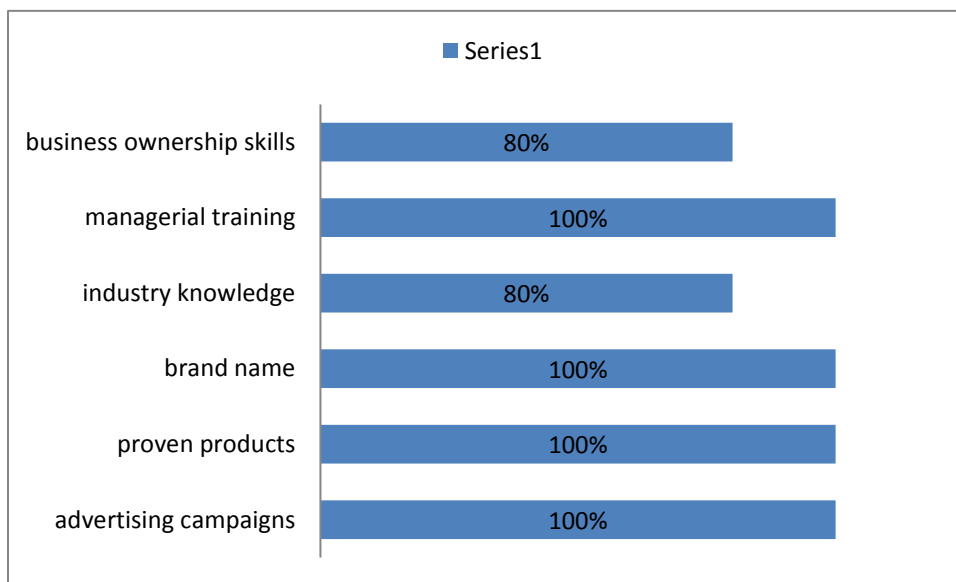 Series1
business ownership skills 80%
managerial training 100%
industry knowledge 80%
brand name 100%
proven products 100%
advertising campaigns 100%